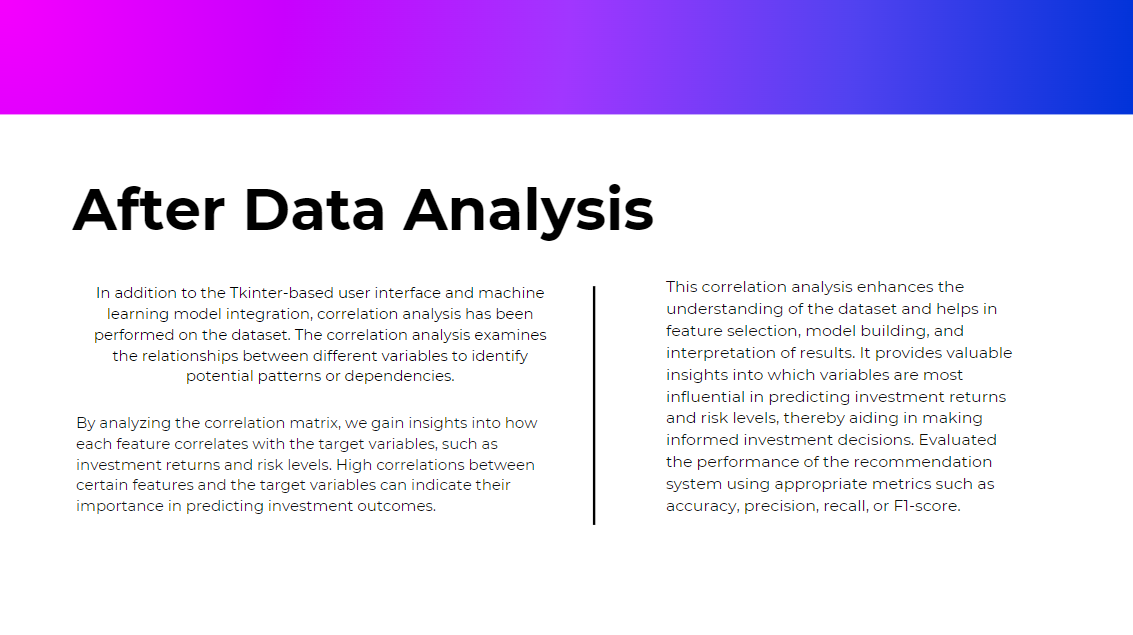 After Data Analysis
In addition to the Tkinter-based user interface and machine
learning model integration, correlation analysis has been
performed on the dataset. The correlation analysis examines
the relationships between different variables to identify
potential patterns or dependencies.
By analyzing the correlation matrix, we gain insights into how
each feature correlates with the target variables, such as
investment returns and risk levels. High correlations between
certain features and the target variables can indicate their
importance in predicting investment outcomes.
This correlation analysis enhances the
understanding of the dataset and helps in
feature selection, model building, and
interpretation of results. It provides valuable
insights into which variables are most
influential in predicting investment returns
and risk levels, thereby aiding in making
informed investment decisions. Evaluated
the performance of the recommendation
system using appropriate metrics such as
accuracy, precision, recall, or F1-score.